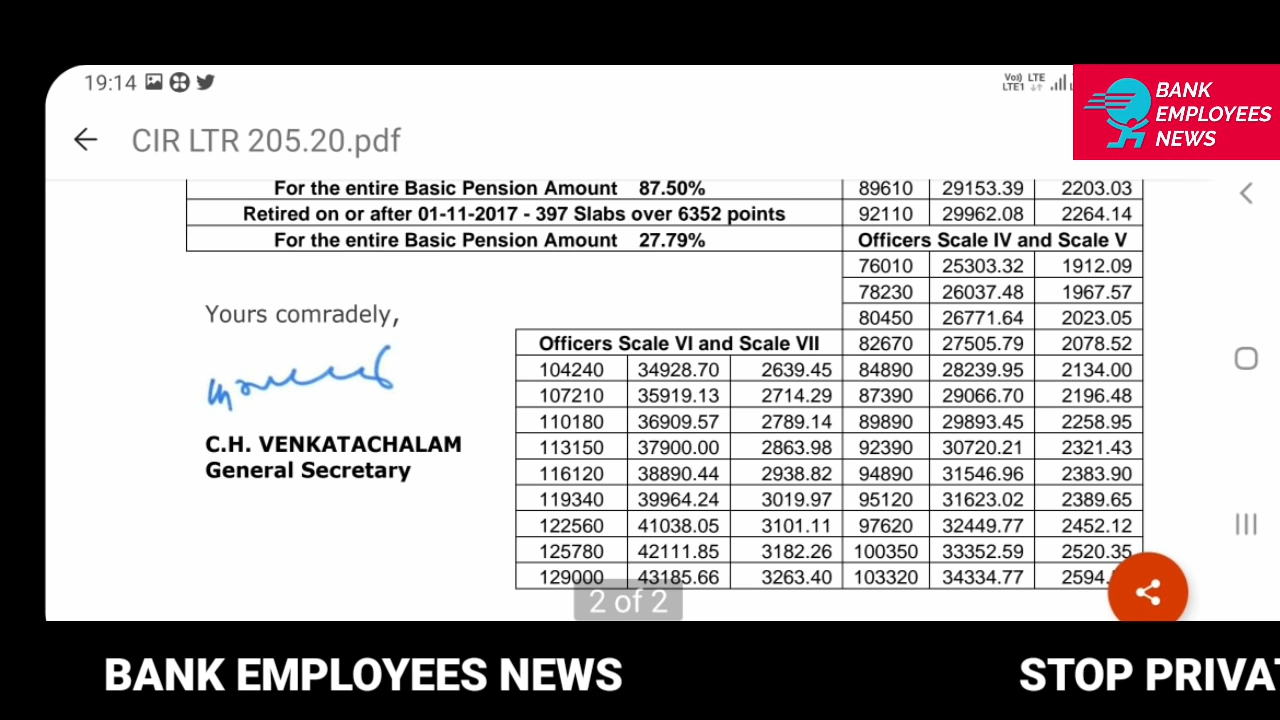 19:14
Vo)) LTE
LTE1
BANK
EMPLOYEES
NEWS
CIR LTR 205.20.pdf
For the entire Basic Pension Amount 87.50%
Retired on or after 01-11-2017 - 397 Slabs over 6352 points
For the entire Basic Pension Amount 27.79%
89610 29153.39 2203.03
92110 29962.08 2264.14
Officers Scale IV and Scale V
76010 25303.32 1912.09
78230 26037.48 1967.57
80450 26771.64 2023.05
82670 27505.79 2078.52
84890 28239.95 2134.00
87390 29066.70 2196.48
89890 29893.45 2258.95
92390 30720.21 2321.43
94890 31546.96 2383.90
95120 31623.02 2389.65
97620 32449.77 2452.12
100350 33352.59 2520.35
103320 34334.77 2594.
Yours comradely,
C.H. VENKATACHALAM
General Secretary
Officers Scale VI and Scale VII
104240 34928.70 2639.45
107210 35919.13 2714.29
110180 36909.57 2789.14
113150 37900.00 2863.98
116120 38890.44 2938.82
119340 39964.24 3019.97
122560 41038.05 3101.11
125780 42111.85 3182.26
129000 43185.66 3263.40
2 of 2
BANK EMPLOYEES NEWS
STOP PRIVA